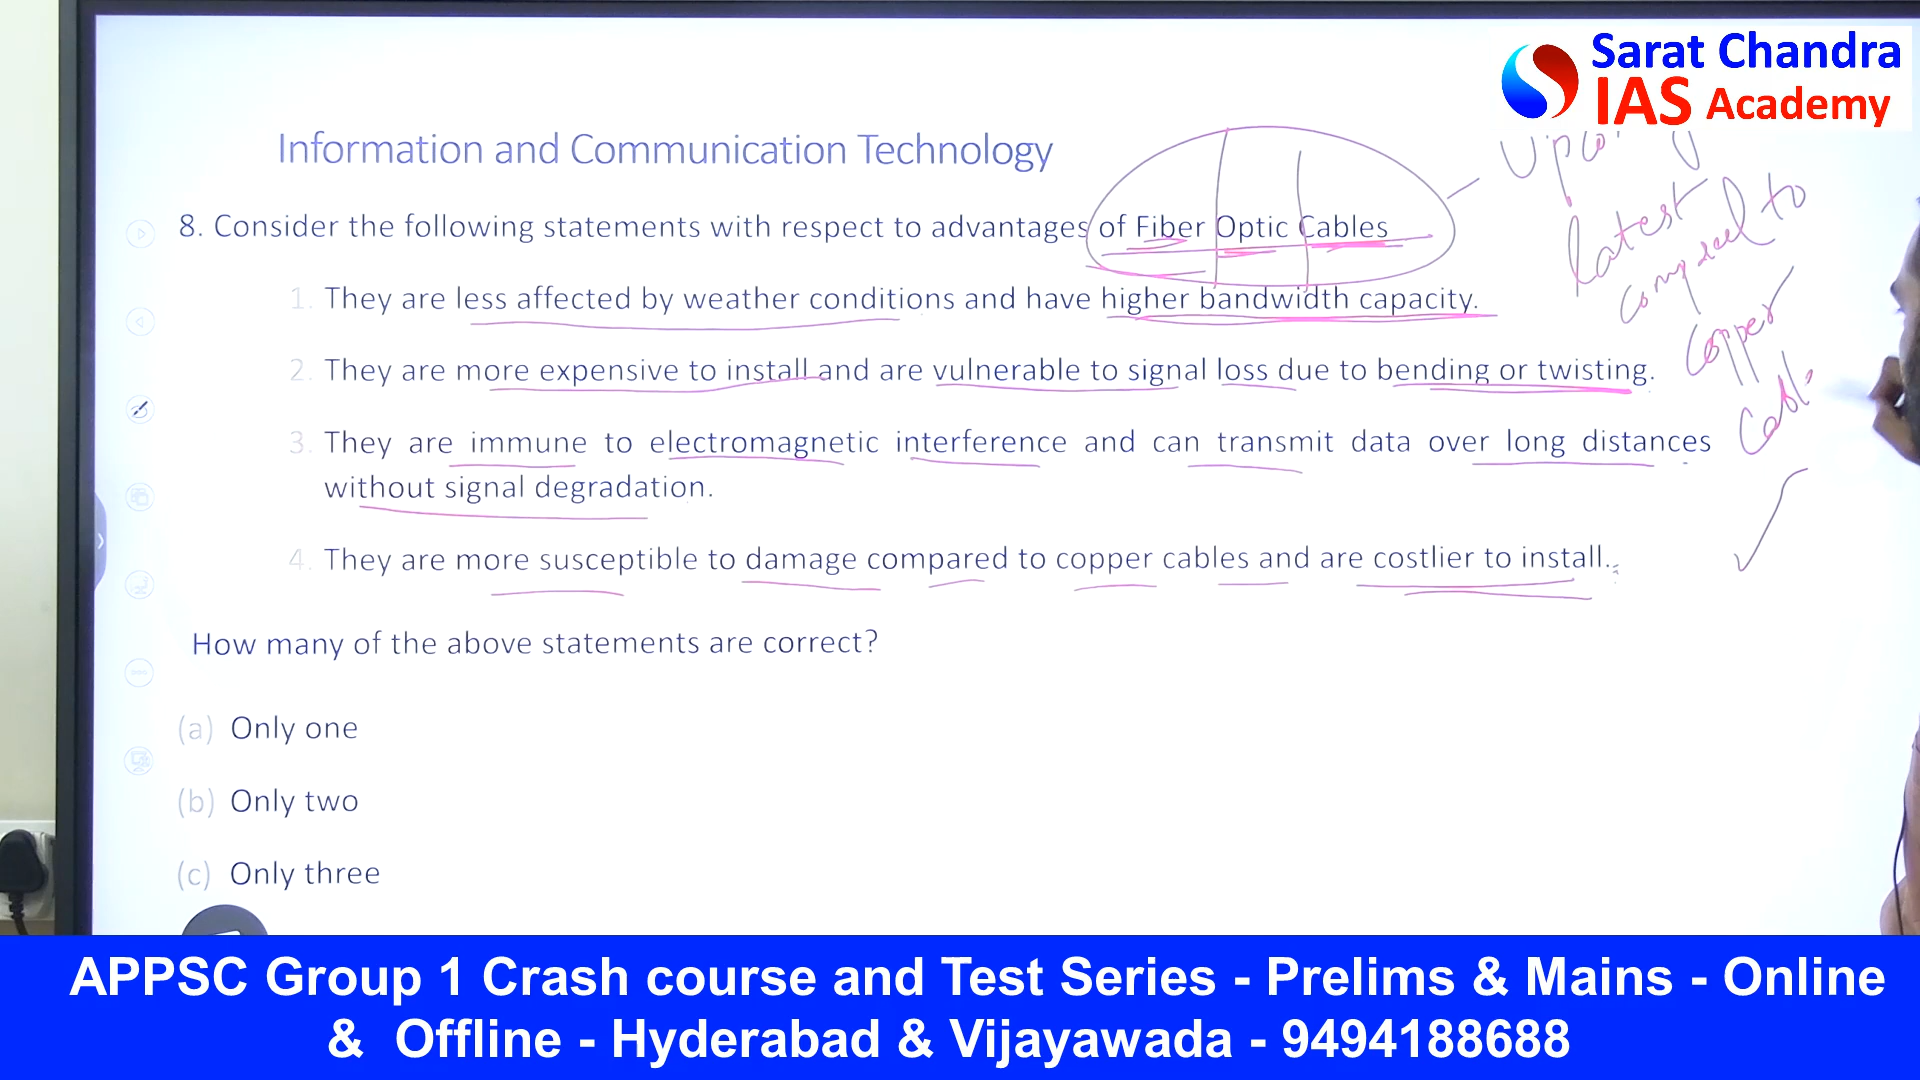 Sarat Chandra
IAS Academy
Information and Communication Technology
Upco
latest
compared to
copper
Cable
8. Consider the following statements with respect to advantages of Fiber Optic Cables
1. They are less affected by weather conditions and have higher bandwidth capacity.
2. They are more expensive to install and are vulnerable to signal loss due to bending or twisting.
3. They are immune to electromagnetic interference and can transmit data over long distances
without signal degradation.
4. They are more susceptible to damage compared to copper cables and are costlier to install.
How many of the above statements are correct?
(a) Only one
(b) Only two
(c) Only three
APPSC Group 1 Crash course and Test Series - Prelims & Mains - Online
& Offline - Hyderabad & Vijayawada - 9494188688